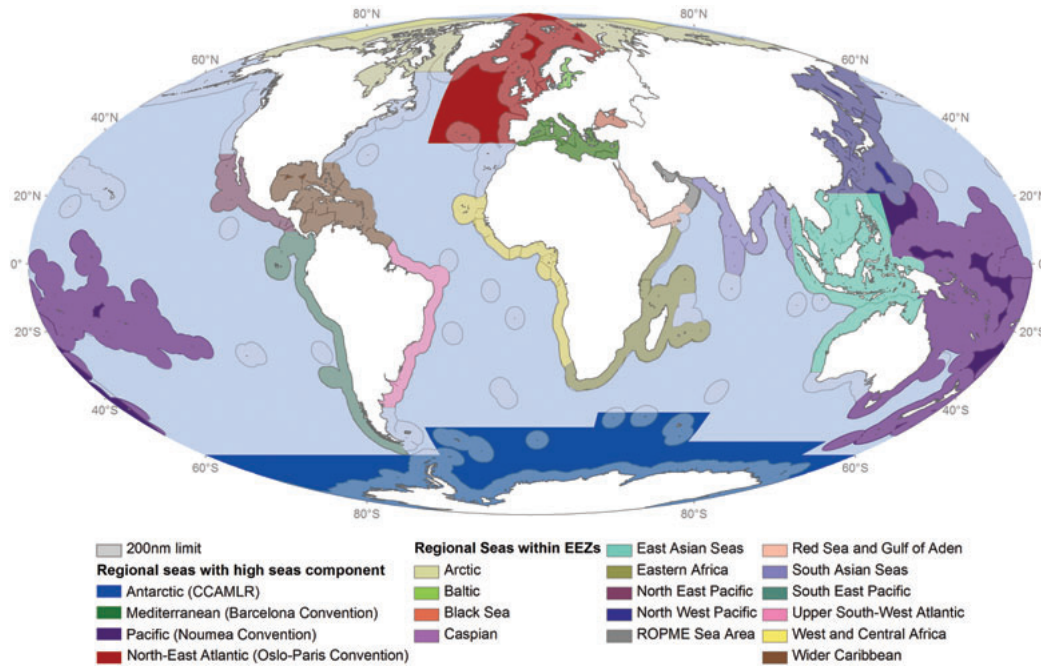 80°N 80°N
60°N 60°N
40°N 40°N
20°N 20°N
0° 0°
20°S 20°S
40°S 40°S
60°S 60°S
80°S 80°S
200nm limit
Regional seas with high seas component
Antarctic (CCAMLR)
Mediterranean (Barcelona Convention)
Pacific (Noumea Convention)
North-East Atlantic (Oslo-Paris Convention)
Regional Seas within EEZs
Arctic
Baltic
Black Sea
Caspian
East Asian Seas
Eastern Africa
North East Pacific
North West Pacific
ROPME Sea Area
Red Sea and Gulf of Aden
South Asian Seas
South East Pacific
Upper South-West Atlantic
West and Central Africa
Wider Caribbean